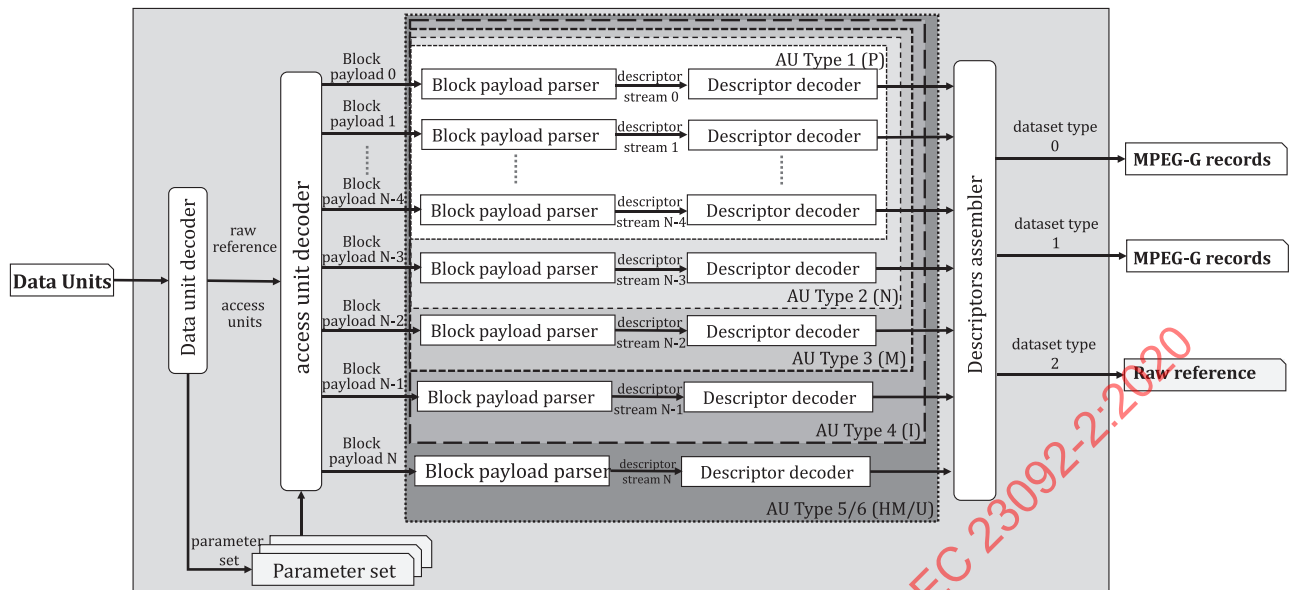 AU Type 1 (P)
Block
payload 0
Block payload parser
descriptor
stream 0
Descriptor decoder
Block
payload 1
Block payload parser
descriptor
stream 1
Descriptor decoder
dataset type
0
MPEG-G records
Block
payload N-4
Block payload parser
descriptor
stream N-4
Descriptor decoder
Data Units
Data unit decoder
raw
reference
access
units
access unit decoder
Block
payload N-3
Block payload parser
descriptor
stream N-3
Descriptor decoder
AU Type 2 (N)
Descriptors assembler
dataset type
1
MPEG-G records
Block
payload N-2
Block payload parser
descriptor
stream N-2
Descriptor decoder
AU Type 3 (M)
dataset type
2
Raw reference
Block
payload N-1
Block payload parser
descriptor
stream N-1
Descriptor decoder
AU Type 4 (I)
Block
payload N
Block payload parser
descriptor
stream N
Descriptor decoder
AU Type 5/6 (HM/U)
parameter
set
Parameter set
EC 23092-2:2020